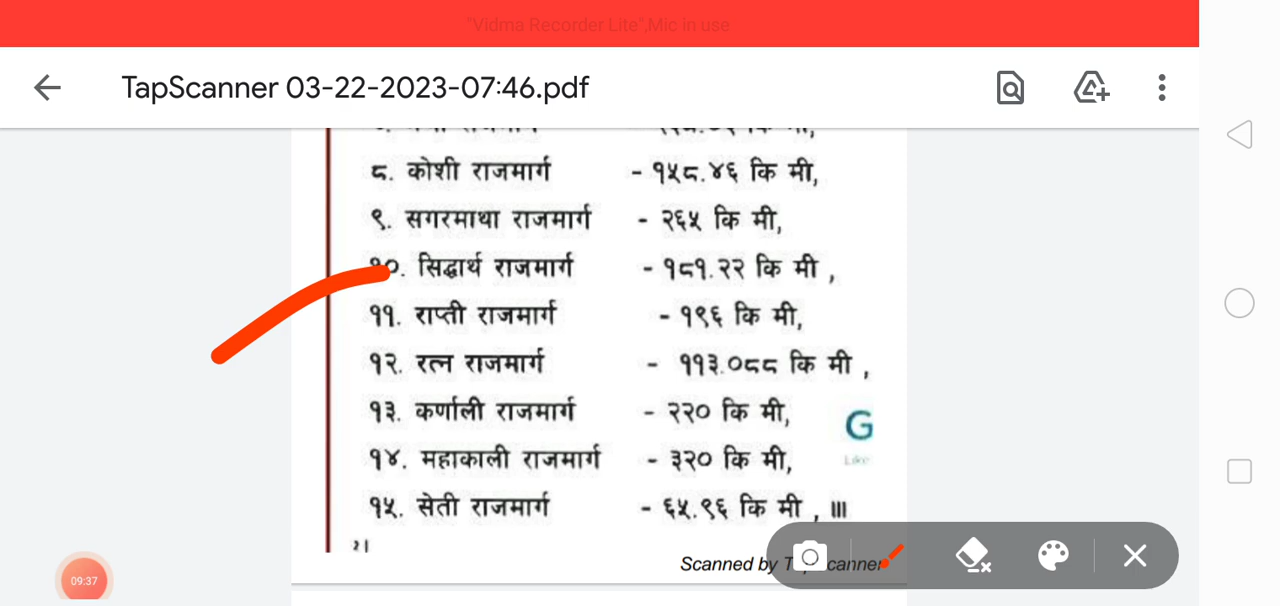 "Vidma Recorder Lite",Mic in use
TapScanner 03-22-2023-07:46.pdf
८. कोशी राजमार्ग - १५८.४६ कि मी,
९. सगरमाथा राजमार्ग - २६५ कि मी,
१०. सिद्धार्थ राजमार्ग - १८१.२२ कि मी ,
११. राप्ती राजमार्ग - १९६ कि मी,
१२. रत्न राजमार्ग - ११३.०८८ कि मी ,
१३. कर्णाली राजमार्ग - २२० कि मी,
G
१४. महाकाली राजमार्ग - ३२० कि मी,
Like
१५. सेती राजमार्ग - ६५.९६ कि मी , ॥।
Scanned by TapScanner
09:37